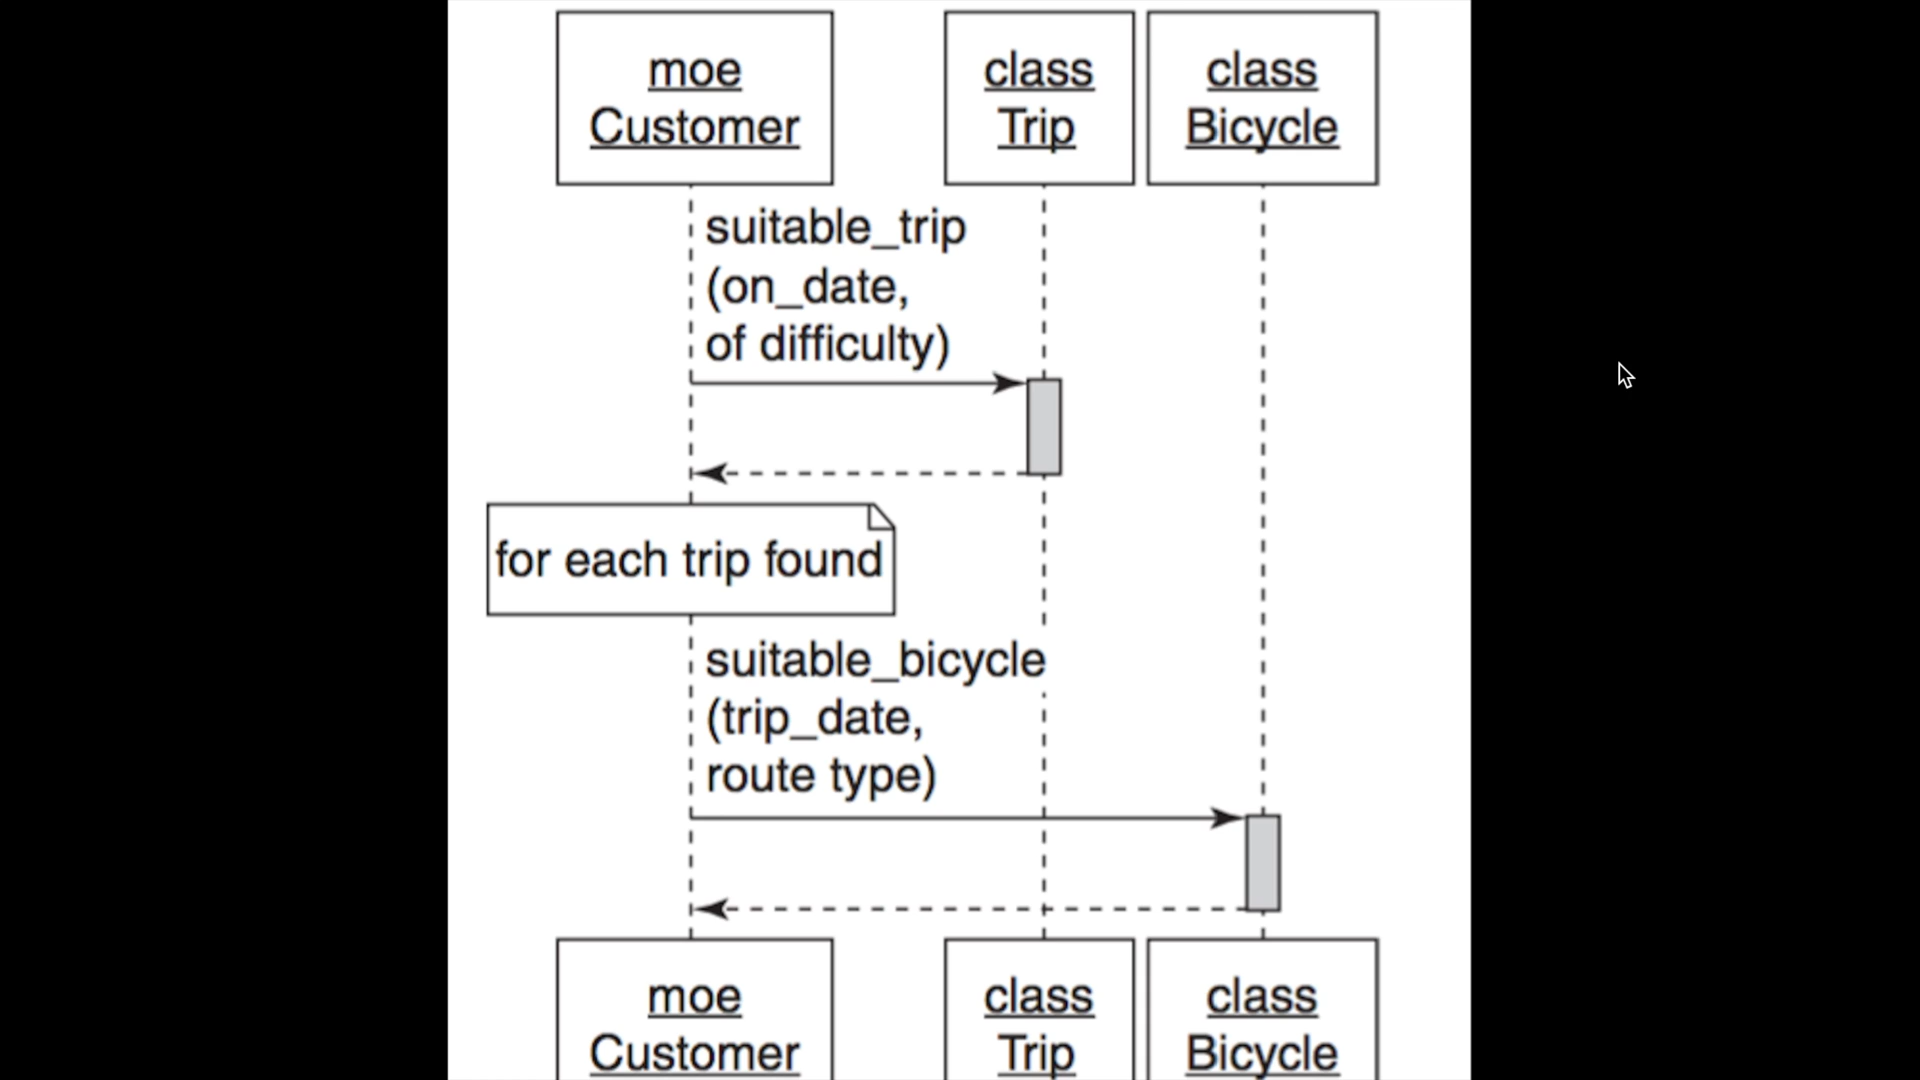 moe
Customer
class
Trip
class
Bicycle
suitable_trip
(on_date,
of difficulty)
for each trip found
suitable_bicycle
(trip_date,
route type)
moe
Customer
class
Trip
class
Bicycle